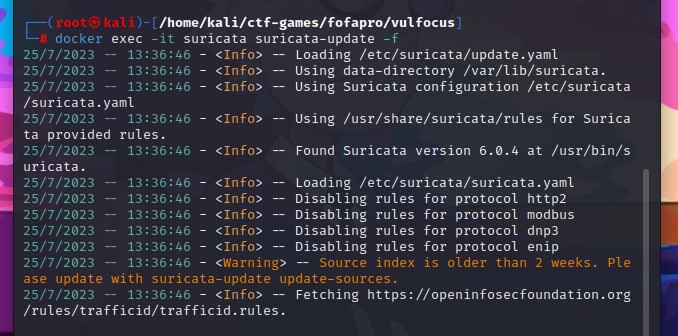 ┌──(root㉿kali)-[/home/kali/ctf-games/fofapro/vulfocus]
└─# docker exec -it suricata suricata-update -f
25/7/2023 -- 13:36:46 - <Info> -- Loading /etc/suricata/update.yaml
25/7/2023 -- 13:36:46 - <Info> -- Using data-directory /var/lib/suricata.
25/7/2023 -- 13:36:46 - <Info> -- Using Suricata configuration /etc/suricata
/suricata.yaml
25/7/2023 -- 13:36:46 - <Info> -- Using /usr/share/suricata/rules for Surica
ta provided rules.
25/7/2023 -- 13:36:46 - <Info> -- Found Suricata version 6.0.4 at /usr/bin/s
uricata.
25/7/2023 -- 13:36:46 - <Info> -- Loading /etc/suricata/suricata.yaml
25/7/2023 -- 13:36:46 - <Info> -- Disabling rules for protocol http2
25/7/2023 -- 13:36:46 - <Info> -- Disabling rules for protocol modbus
25/7/2023 -- 13:36:46 - <Info> -- Disabling rules for protocol dnp3
25/7/2023 -- 13:36:46 - <Info> -- Disabling rules for protocol enip
25/7/2023 -- 13:36:46 - <Warning> -- Source index is older than 2 weeks. Ple
ase update with suricata-update update-sources.
25/7/2023 -- 13:36:46 - <Info> -- Fetching https://openinfosecfoundation.org
/rules/trafficid/trafficid.rules.